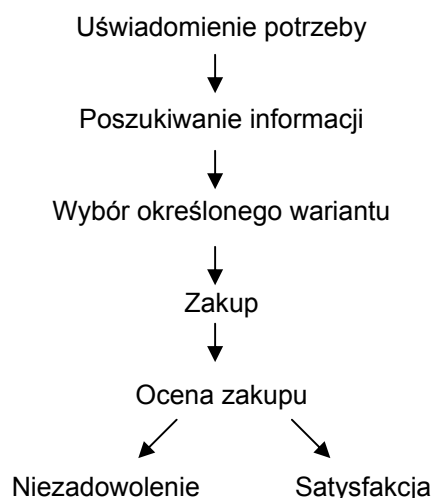 Uświadomienie potrzeby
Poszukiwanie informacji
Wybór określonego wariantu
Zakup
Ocena zakupu
Niezadowolenie Satysfakcja